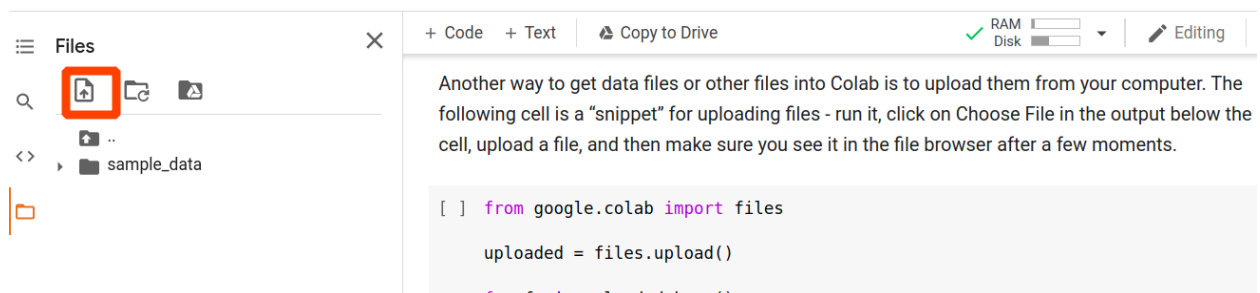 Files
..
sample_data
+ Code + Text Copy to Drive
RAM
Disk
Editing
Another way to get data files or other files into Colab is to upload them from your computer. The
following cell is a “snippet” for uploading files - run it, click on Choose File in the output below the
cell, upload a file, and then make sure you see it in the file browser after a few moments.
[ ] from google.colab import files
uploaded = files.upload()